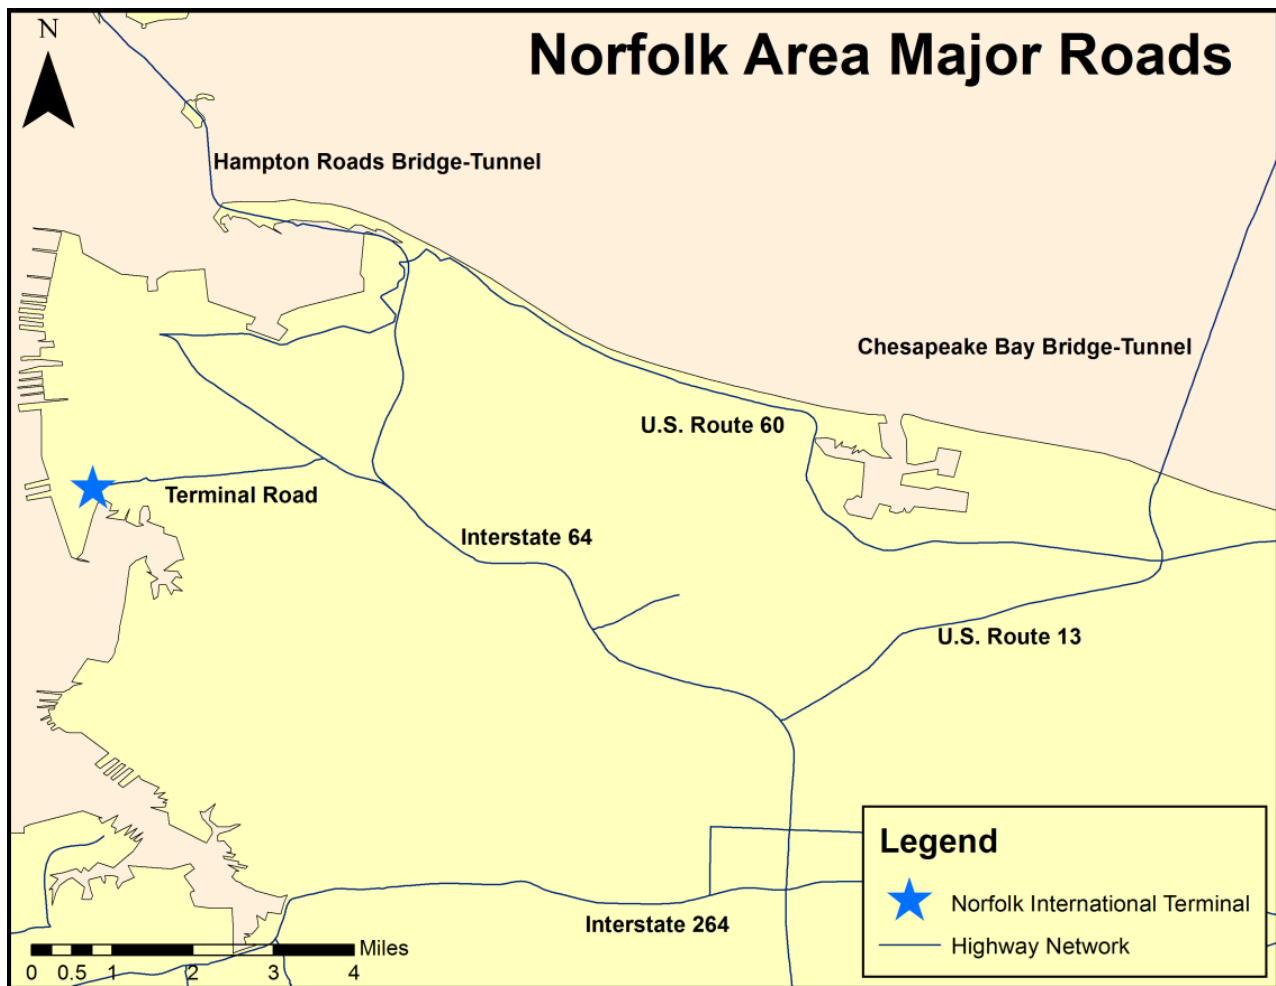 N
Norfolk Area Major Roads
Hampton Roads Bridge-Tunnel
Chesapeake Bay Bridge-Tunnel
U.S. Route 60
Terminal Road
Interstate 64
U.S. Route 13
Legend
Norfolk International Terminal
Highway Network
Interstate 264
Miles
0 0.5 1 2 3 4